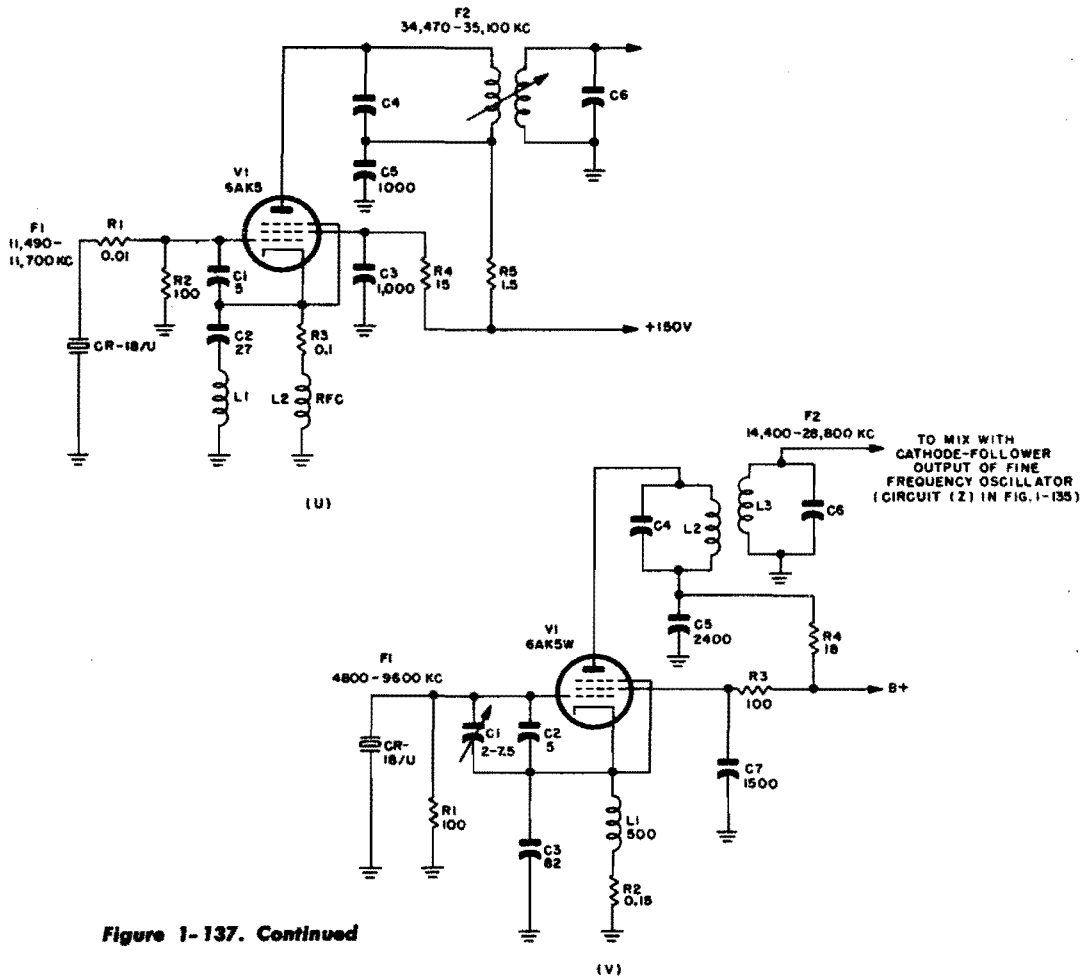 F2
34,470-35,100 KC
C4
C6
C5
1000
V1
6AK5
F1
11,490-
11,700 KC
R1
0.01
R2
100
C1
5
C3
1,000
R4
15
R5
1.5
+150V
C2
27
R3
0.1
CR-18/U
L1
L2
RFC
(U)
F2
14,400-28,800 KC
TO MIX WITH
CATHODE-FOLLOWER
OUTPUT OF FINE
FREQUENCY OSCILLATOR
(CIRCUIT (Z) IN FIG. 1-135)
C4
L2
L3
C6
C5
2400
R4
18
V1
6AK5W
F1
4800-9600 KC
R3
100
B+
CR-
18/U
C1
2-7.5
C2
5
C7
1500
R1
100
L1
500
C3
82
R2
0.15
Figure 1-137. Continued
(V)